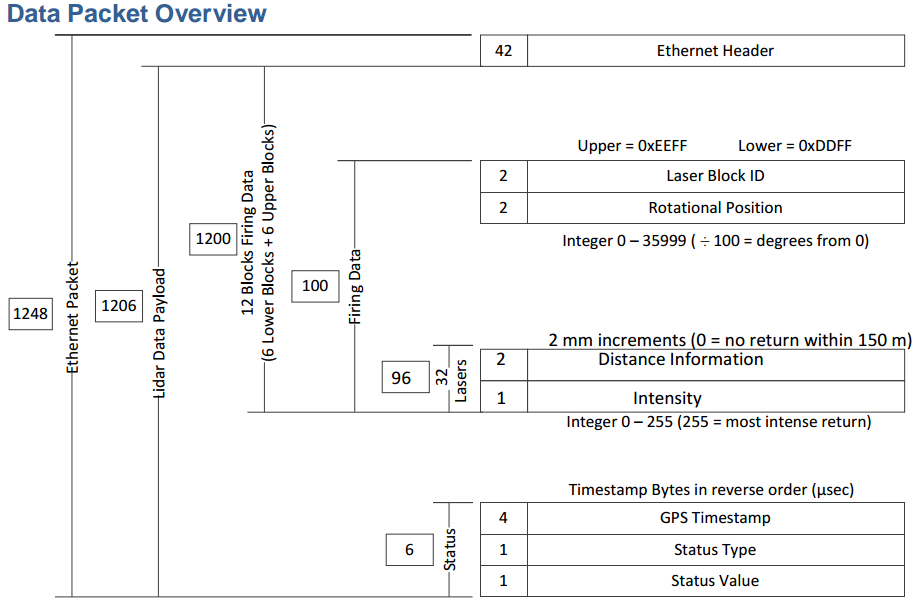 Data Packet Overview
42 Ethernet Header
Upper = 0xEEFF Lower = 0xDDFF
2 Laser Block ID
2 Rotational Position
Integer 0 – 35999 ( ÷ 100 = degrees from 0)
1248
Ethernet Packet
1206
Lidar Data Payload
1200
12 Blocks Firing Data
(6 Lower Blocks + 6 Upper Blocks)
100
Firing Data
2 mm increments (0 = no return within 150 m)
96
32
Lasers
2 Distance Information
1 Intensity
Integer 0 – 255 (255 = most intense return)
Timestamp Bytes in reverse order (µsec)
6
Status
4 GPS Timestamp
1 Status Type
1 Status Value